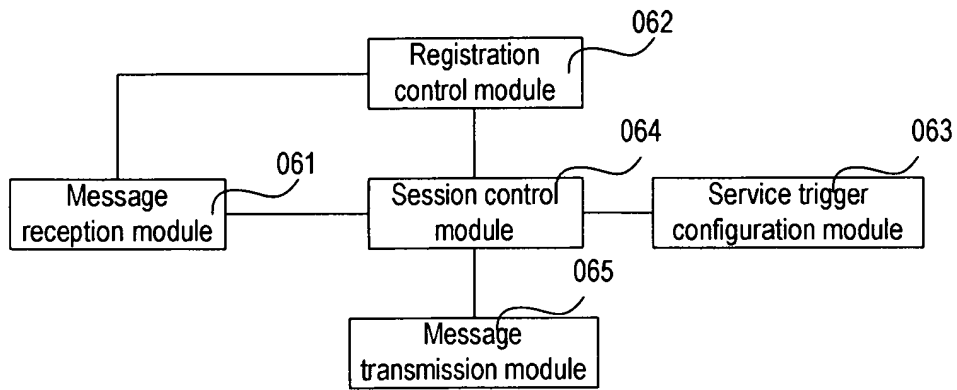 062
Registration
control module
064
063
061
Message
reception module
Session control
module
Service trigger
configuration module
065
Message
transmission module